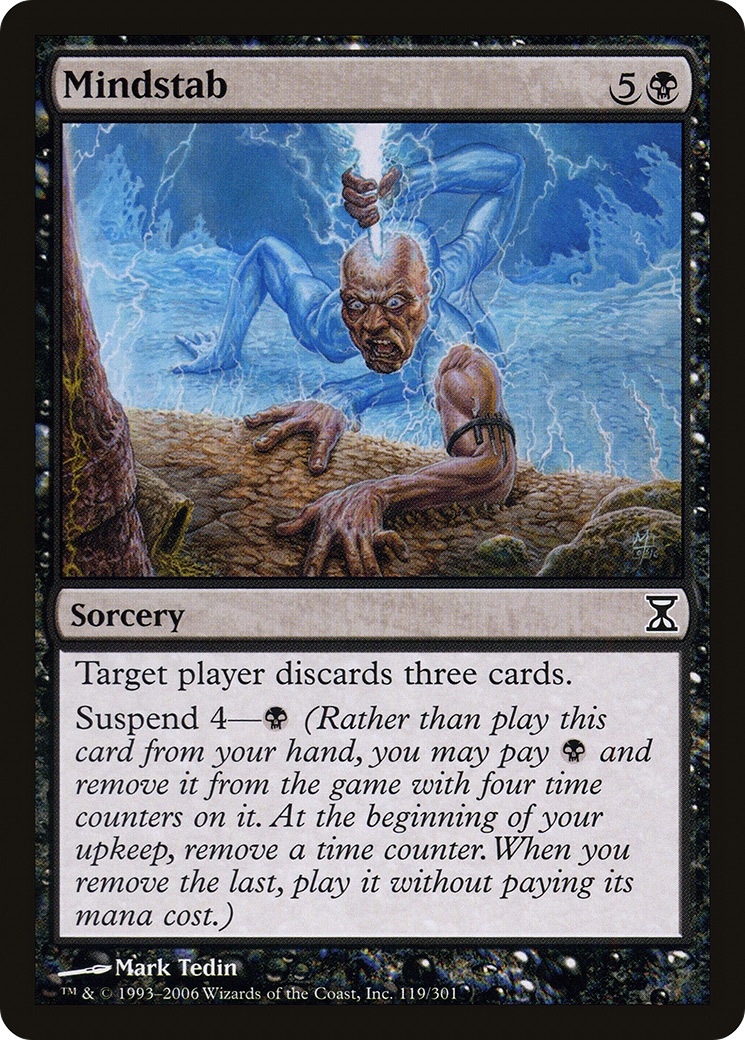 Mindstab 5
Sorcery
Target player discards three cards.
Suspend 4— (Rather than play this
card from your hand, you may pay and
remove it from the game with four time
counters on it. At the beginning of your
upkeep, remove a time counter. When you
remove the last, play it without paying its
mana cost.)
Mark Tedin
™ & © 1993–2006 Wizards of the Coast, Inc. 119/301